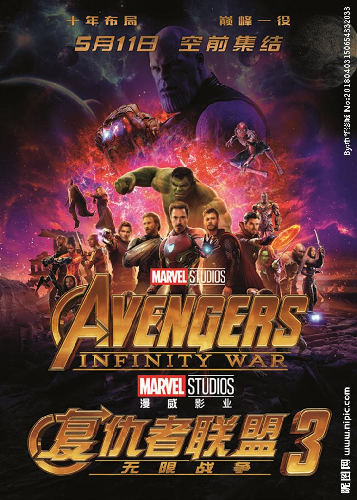 十年布局 巅峰一役
5月11日 空前集结
MARVEL STUDIOS
AVENGERS
INFINITY WAR
MARVEL STUDIOS
漫威影业
复仇者联盟3
无限战争
No:20180403150654332033
昵图网 www.nipic.com